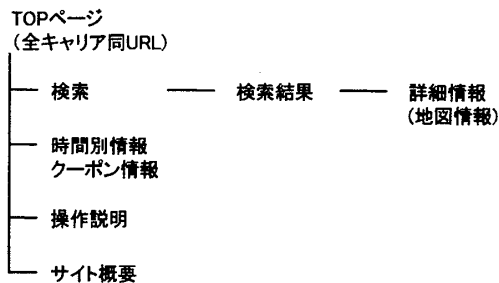 TOPページ
(全キャリア同URL)
検索
検索結果
詳細情報
(地図情報)
時間別情報
クーポン情報
操作説明
サイト概要